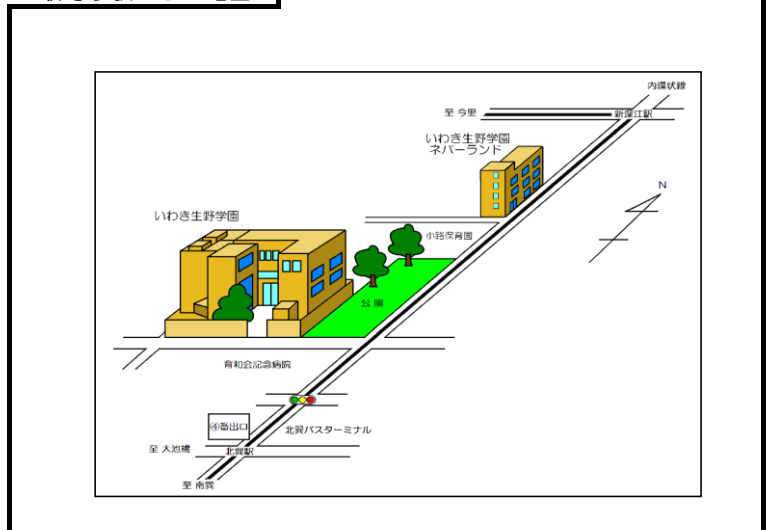 内環状線
至 今里
新深江駅
いわき生野学園
ネバーランド
N
いわき生野学園
小路保育園
公 園
育和会記念病院
④番出口
北巽バスターミナル
至 大池橋
北巽駅
至 南巽